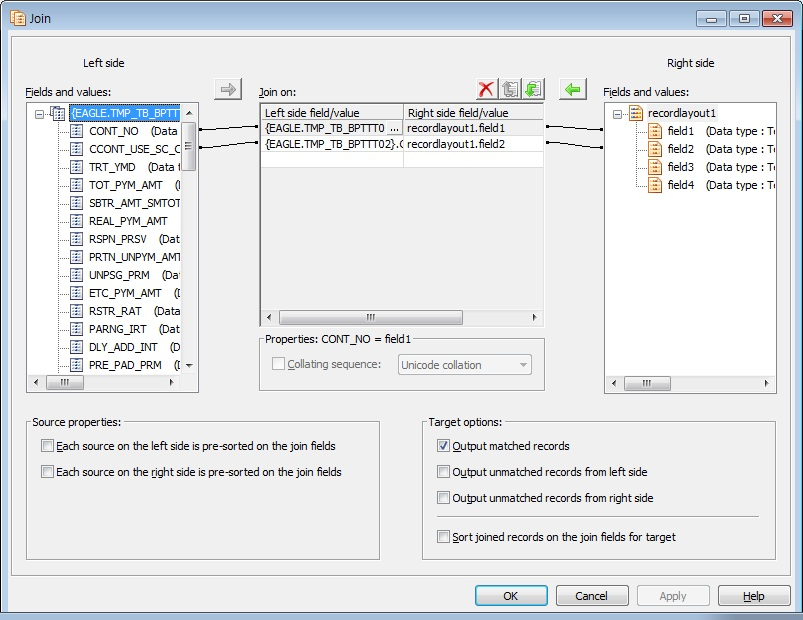 Join
Left side
Right side
Fields and values:
Join on:
Fields and values:
{EAGLE.TMP_TB_BPTTT
CONT_NO (Data
CCONT_USE_SC_C
TRT_YMD (Data t
TOT_PYM_AMT (
SBTR_AMT_SMTOT
REAL_PYM_AMT
RSPN_PRSV (Dat
PRTN_UNPYM_AM
UNPSG_PRM (Dat
ETC_PYM_AMT (D
RSTR_RAT (Data
PARNG_IRT (Dat
DLY_ADD_INT (D
PRE_PAD_PRM (D
Left side field/value Right side field/value
{EAGLE.TMP_TB_BPTTT0 ... recordlayout1.field1
{EAGLE.TMP_TB_BPTTT02}.C recordlayout1.field2
Properties: CONT_NO = field1
Collating sequence: Unicode collation
recordlayout1
field1 (Data type : Te
field2 (Data type : Te
field3 (Data type : Te
field4 (Data type : Te
Source properties:
Each source on the left side is pre-sorted on the join fields
Each source on the right side is pre-sorted on the join fields
Target options:
Output matched records
Output unmatched records from left side
Output unmatched records from right side
Sort joined records on the join fields for target
OK Cancel Apply Help